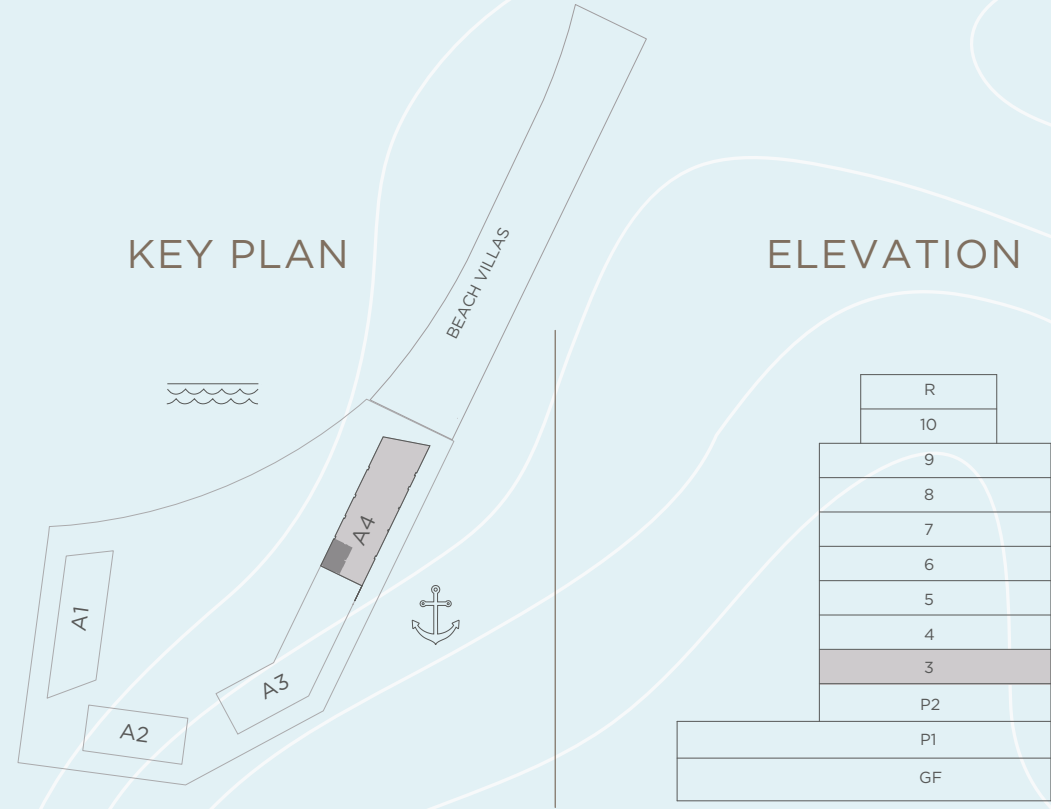 KEY PLAN
BEACH VILLAS
A4
A1
A3
A2
ELEVATION
R
10
9
8
7
6
5
4
3
P2
P1
GF